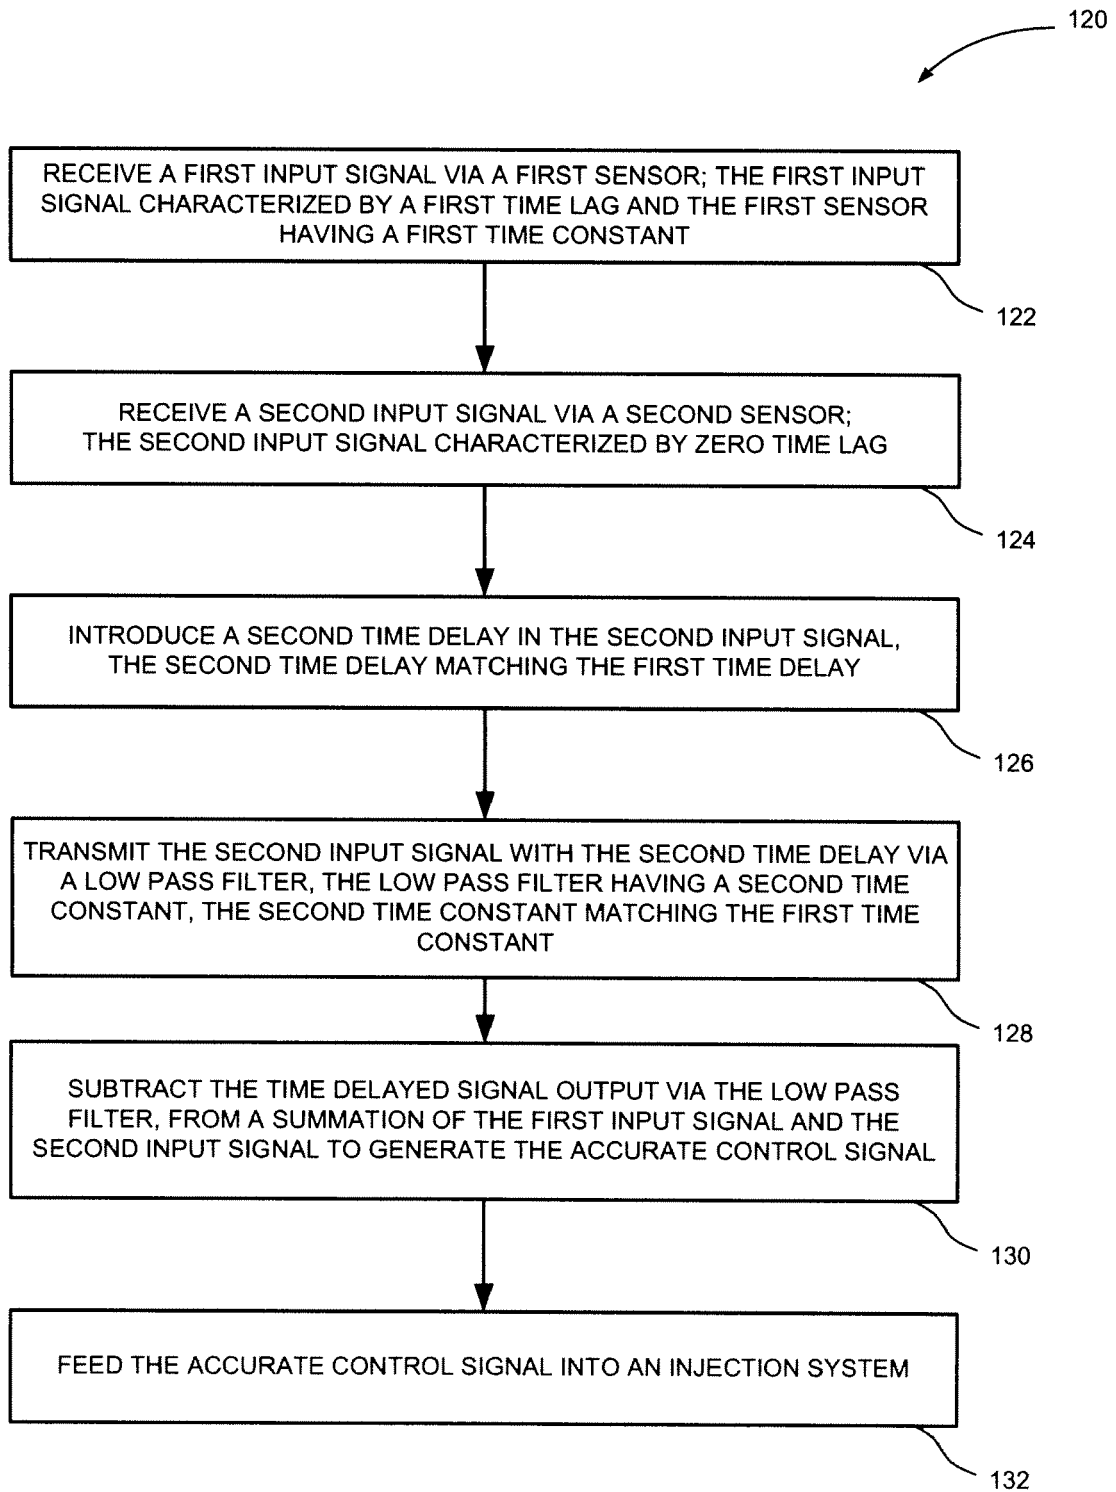 120
RECEIVE A FIRST INPUT SIGNAL VIA A FIRST SENSOR; THE FIRST INPUT
SIGNAL CHARACTERIZED BY A FIRST TIME LAG AND THE FIRST SENSOR
HAVING A FIRST TIME CONSTANT
122
RECEIVE A SECOND INPUT SIGNAL VIA A SECOND SENSOR;
THE SECOND INPUT SIGNAL CHARACTERIZED BY ZERO TIME LAG
124
INTRODUCE A SECOND TIME DELAY IN THE SECOND INPUT SIGNAL,
THE SECOND TIME DELAY MATCHING THE FIRST TIME DELAY
126
TRANSMIT THE SECOND INPUT SIGNAL WITH THE SECOND TIME DELAY VIA
A LOW PASS FILTER, THE LOW PASS FILTER HAVING A SECOND TIME
CONSTANT, THE SECOND TIME CONSTANT MATCHING THE FIRST TIME
CONSTANT
128
SUBTRACT THE TIME DELAYED SIGNAL OUTPUT VIA THE LOW PASS
FILTER, FROM A SUMMATION OF THE FIRST INPUT SIGNAL AND THE
SECOND INPUT SIGNAL TO GENERATE THE ACCURATE CONTROL SIGNAL
130
FEED THE ACCURATE CONTROL SIGNAL INTO AN INJECTION SYSTEM
132